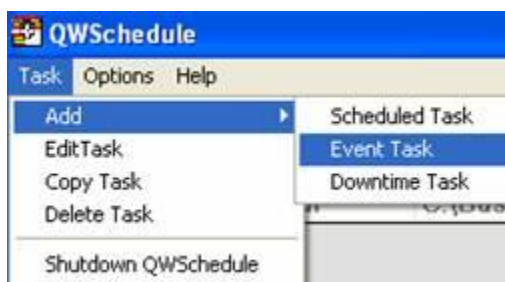 QWSchedule
Task Options Help
Add
EditTask
Copy Task
Delete Task
Shutdown QWSchedule
Scheduled Task
Event Task
Downtime Task